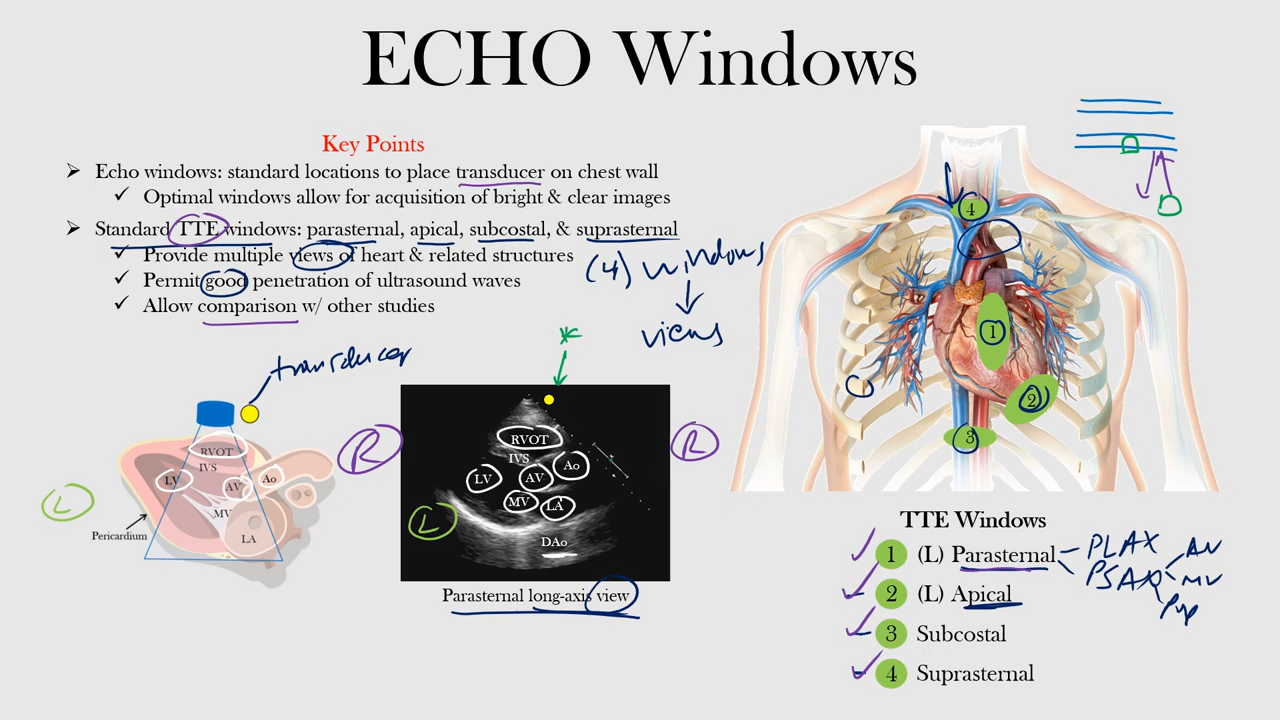 ECHO Windows
Key Points
➢ Echo windows: standard locations to place transducer on chest wall
✓ Optimal windows allow for acquisition of bright & clear images
➢ Standard TTE windows: parasternal, apical, subcostal, & suprasternal
✓ Provide multiple views of heart & related structures
✓ Permit good penetration of ultrasound waves
✓ Allow comparison w/ other studies
(4) windows
views
transducer
RVOT
IVS
LV
AV
Ao
MV
LA
Pericardium
L
R
RVOT
IVS
LV
AV
Ao
MV
LA
DAo
L
R
Parasternal long-axis view
4
1
2
3
TTE Windows
1 (L) Parasternal
PLAX
PSAX
AV
MV
2 (L) Apical
3 Subcostal
4 Suprasternal